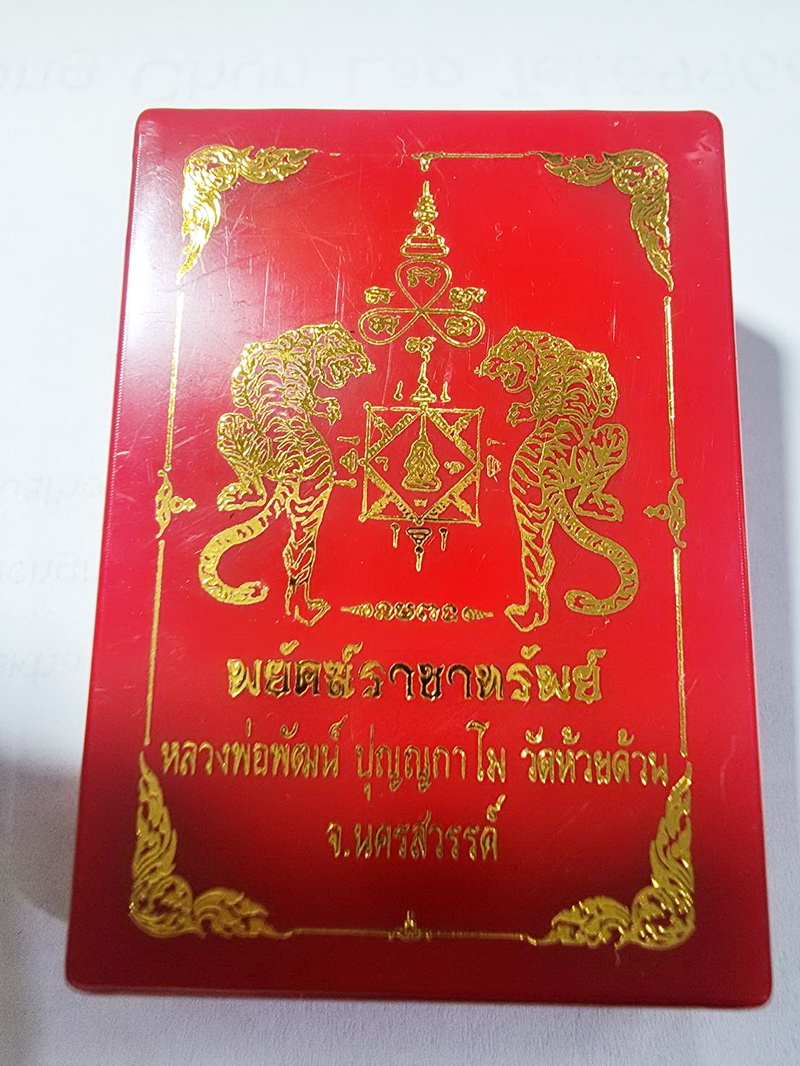 พยัคฆ์ราชาทรัพย์
หลวงพ่อพัฒน์ ปุญญกาโม วัดห้วยด้วน
จ.นครสวรรค์